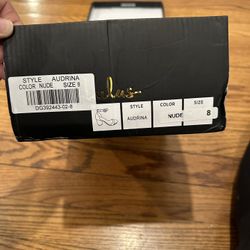 STYLE AUDRINA
COLOR NUDE SIZE 8
DG392443-02-8
STYLE
AUDRINA
COLOR
NUDE
SIZE
8